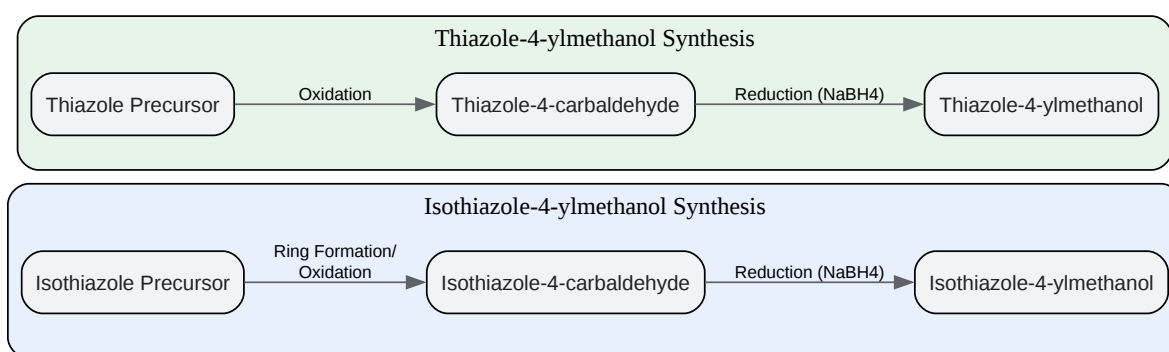 Thiazole-4-ylmethanol Synthesis
Thiazole Precursor
Oxidation
Thiazole-4-carbaldehyde
Reduction (NaBH4)
Thiazole-4-ylmethanol
Isothiazole-4-ylmethanol Synthesis
Isothiazole Precursor
Ring Formation/
Oxidation
Isothiazole-4-carbaldehyde
Reduction (NaBH4)
Isothiazole-4-ylmethanol